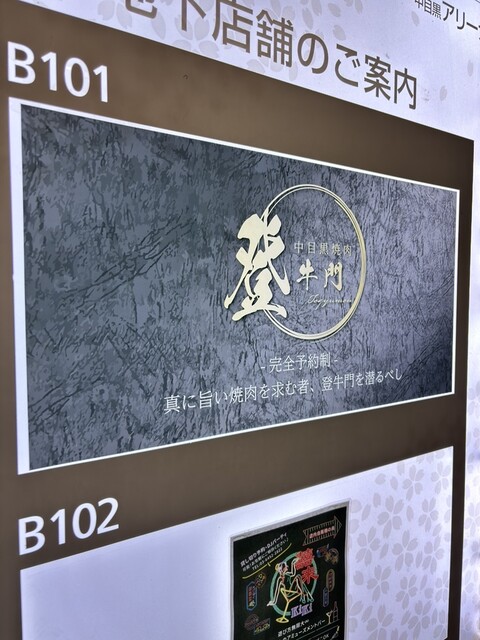 中目黒アリー
地下店舗のご案内
B101
登
中目黒焼肉
牛門
Togyumon
- 完全予約制 -
真に旨い焼肉を求む者、登牛門を潜るべし
B102